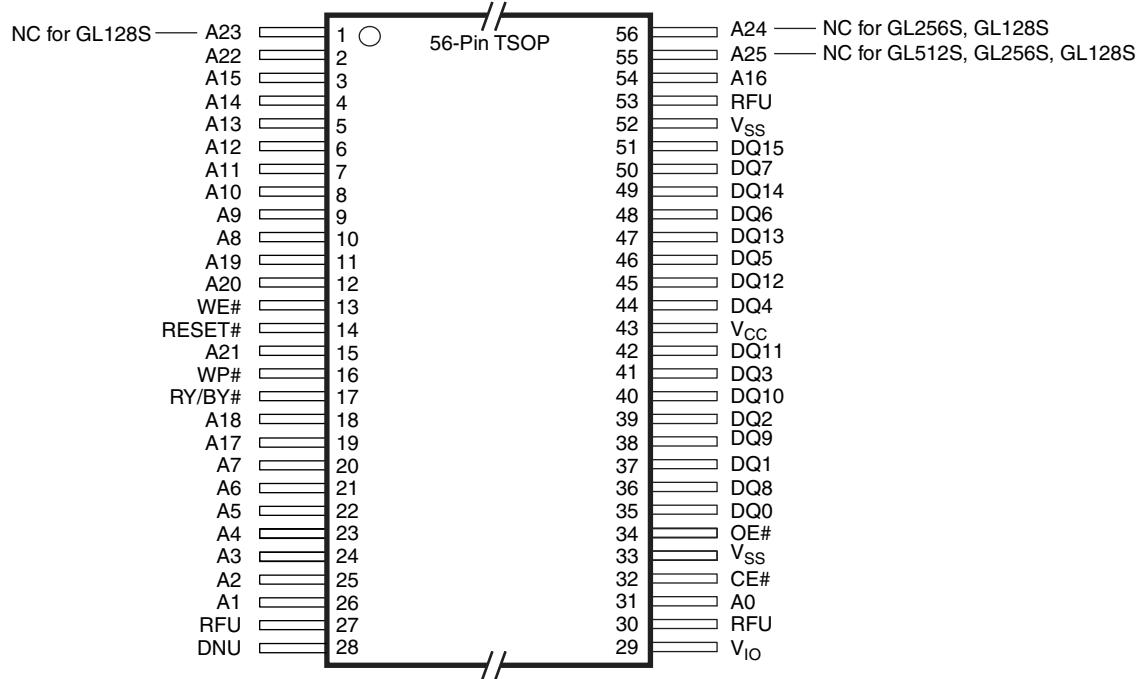 NC for GL128S A23 1 56-Pin TSOP 56 A24 NC for GL256S, GL128S
A22 2 55 A25 NC for GL512S, GL256S, GL128S
A15 3 54 A16
A14 4 53 RFU
A13 5 52 VSS
A12 6 51 DQ15
A11 7 50 DQ7
A10 8 49 DQ14
A9 9 48 DQ6
A8 10 47 DQ13
A19 11 46 DQ5
A20 12 45 DQ12
WE# 13 44 DQ4
RESET# 14 43 VCC
A21 15 42 DQ11
WP# 16 41 DQ3
RY/BY# 17 40 DQ10
A18 18 39 DQ2
A17 19 38 DQ9
A7 20 37 DQ1
A6 21 36 DQ8
A5 22 35 DQ0
A4 23 34 OE#
A3 24 33 VSS
A2 25 32 CE#
A1 26 31 A0
RFU 27 30 RFU
DNU 28 29 VIO